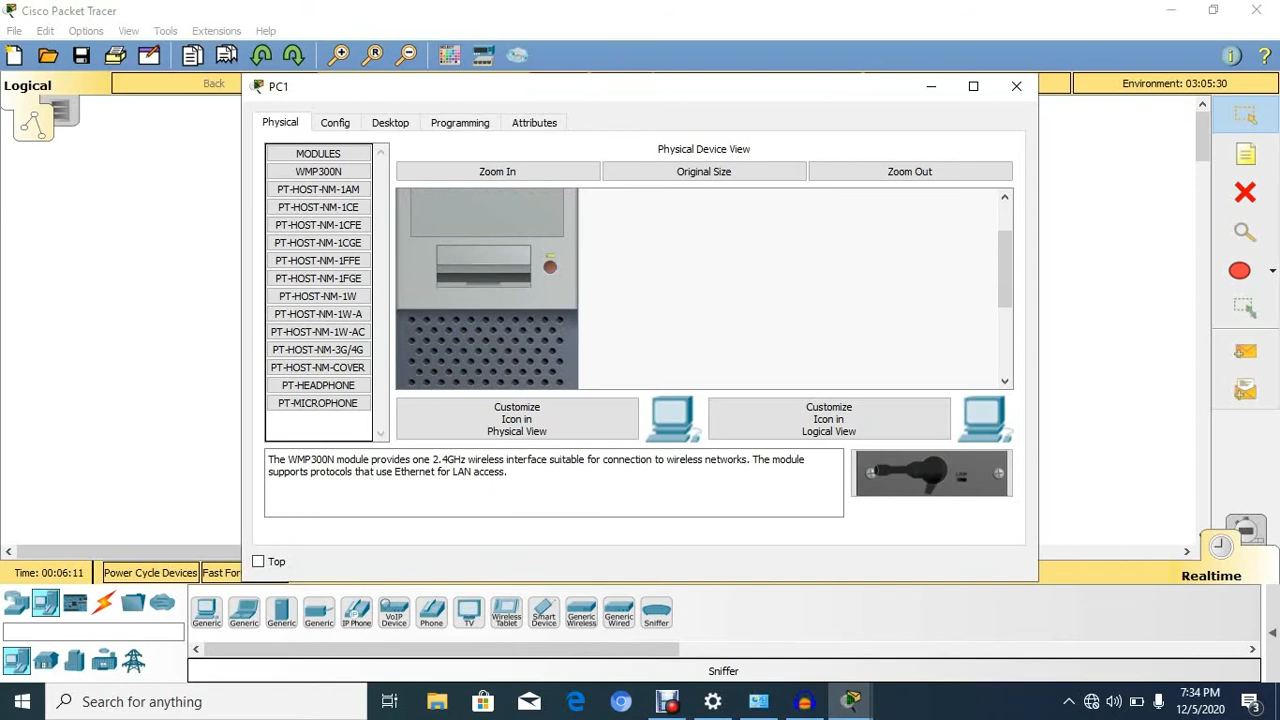 Cisco Packet Tracer
File Edit Options View Tools Extensions Help
Logical
Back
Environment: 03:05:30
PC1
Physical Config Desktop Programming Attributes
MODULES
WMP300N
PT-HOST-NM-1AM
PT-HOST-NM-1CE
PT-HOST-NM-1CFE
PT-HOST-NM-1CGE
PT-HOST-NM-1FFE
PT-HOST-NM-1FGE
PT-HOST-NM-1W
PT-HOST-NM-1W-A
PT-HOST-NM-1W-AC
PT-HOST-NM-3G/4G
PT-HOST-NM-COVER
PT-HEADPHONE
PT-MICROPHONE
Physical Device View
Zoom In Original Size Zoom Out
Customize
Icon in
Physical View
Customize
Icon in
Logical View
The WMP300N module provides one 2.4GHz wireless interface suitable for connection to wireless networks. The module
supports protocols that use Ethernet for LAN access.
Top
Time: 00:06:11 Power Cycle Devices Fast For
Realtime
Generic
Generic
Generic
Generic
IP Phone
VoIP
Device
Phone
TV
Wireless
Tablet
Smart
Device
Generic
Wireless
Generic
Wired
Sniffer
Sniffer
Search for anything
7:34 PM
12/5/2020
3